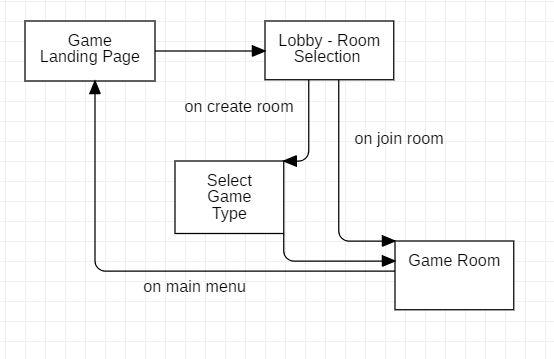 Game
Landing Page
Lobby - Room
Selection
on create room
on join room
Select
Game
Type
Game Room
on main menu